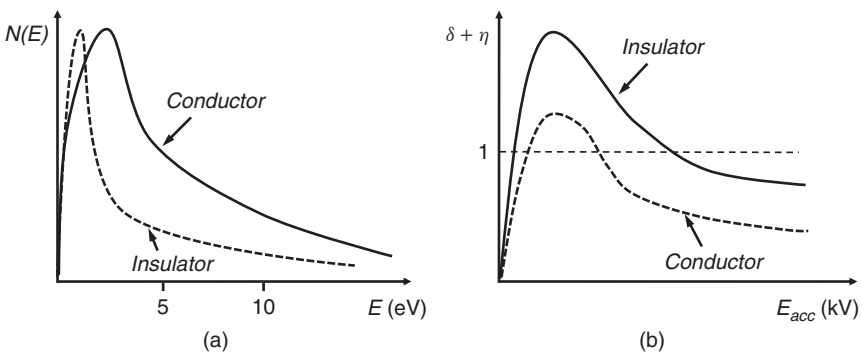 N(E)
Conductor
Insulator
5
10
E (eV)
(a)
δ + η
Insulator
1
Conductor
E_acc (kV)
(b)